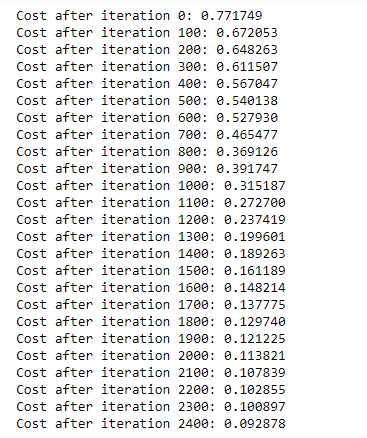 Cost after iteration 0: 0.771749
Cost after iteration 100: 0.672053
Cost after iteration 200: 0.648263
Cost after iteration 300: 0.611507
Cost after iteration 400: 0.567047
Cost after iteration 500: 0.540138
Cost after iteration 600: 0.527930
Cost after iteration 700: 0.465477
Cost after iteration 800: 0.369126
Cost after iteration 900: 0.391747
Cost after iteration 1000: 0.315187
Cost after iteration 1100: 0.272700
Cost after iteration 1200: 0.237419
Cost after iteration 1300: 0.199601
Cost after iteration 1400: 0.189263
Cost after iteration 1500: 0.161189
Cost after iteration 1600: 0.148214
Cost after iteration 1700: 0.137775
Cost after iteration 1800: 0.129740
Cost after iteration 1900: 0.121225
Cost after iteration 2000: 0.113821
Cost after iteration 2100: 0.107839
Cost after iteration 2200: 0.102855
Cost after iteration 2300: 0.100897
Cost after iteration 2400: 0.092878